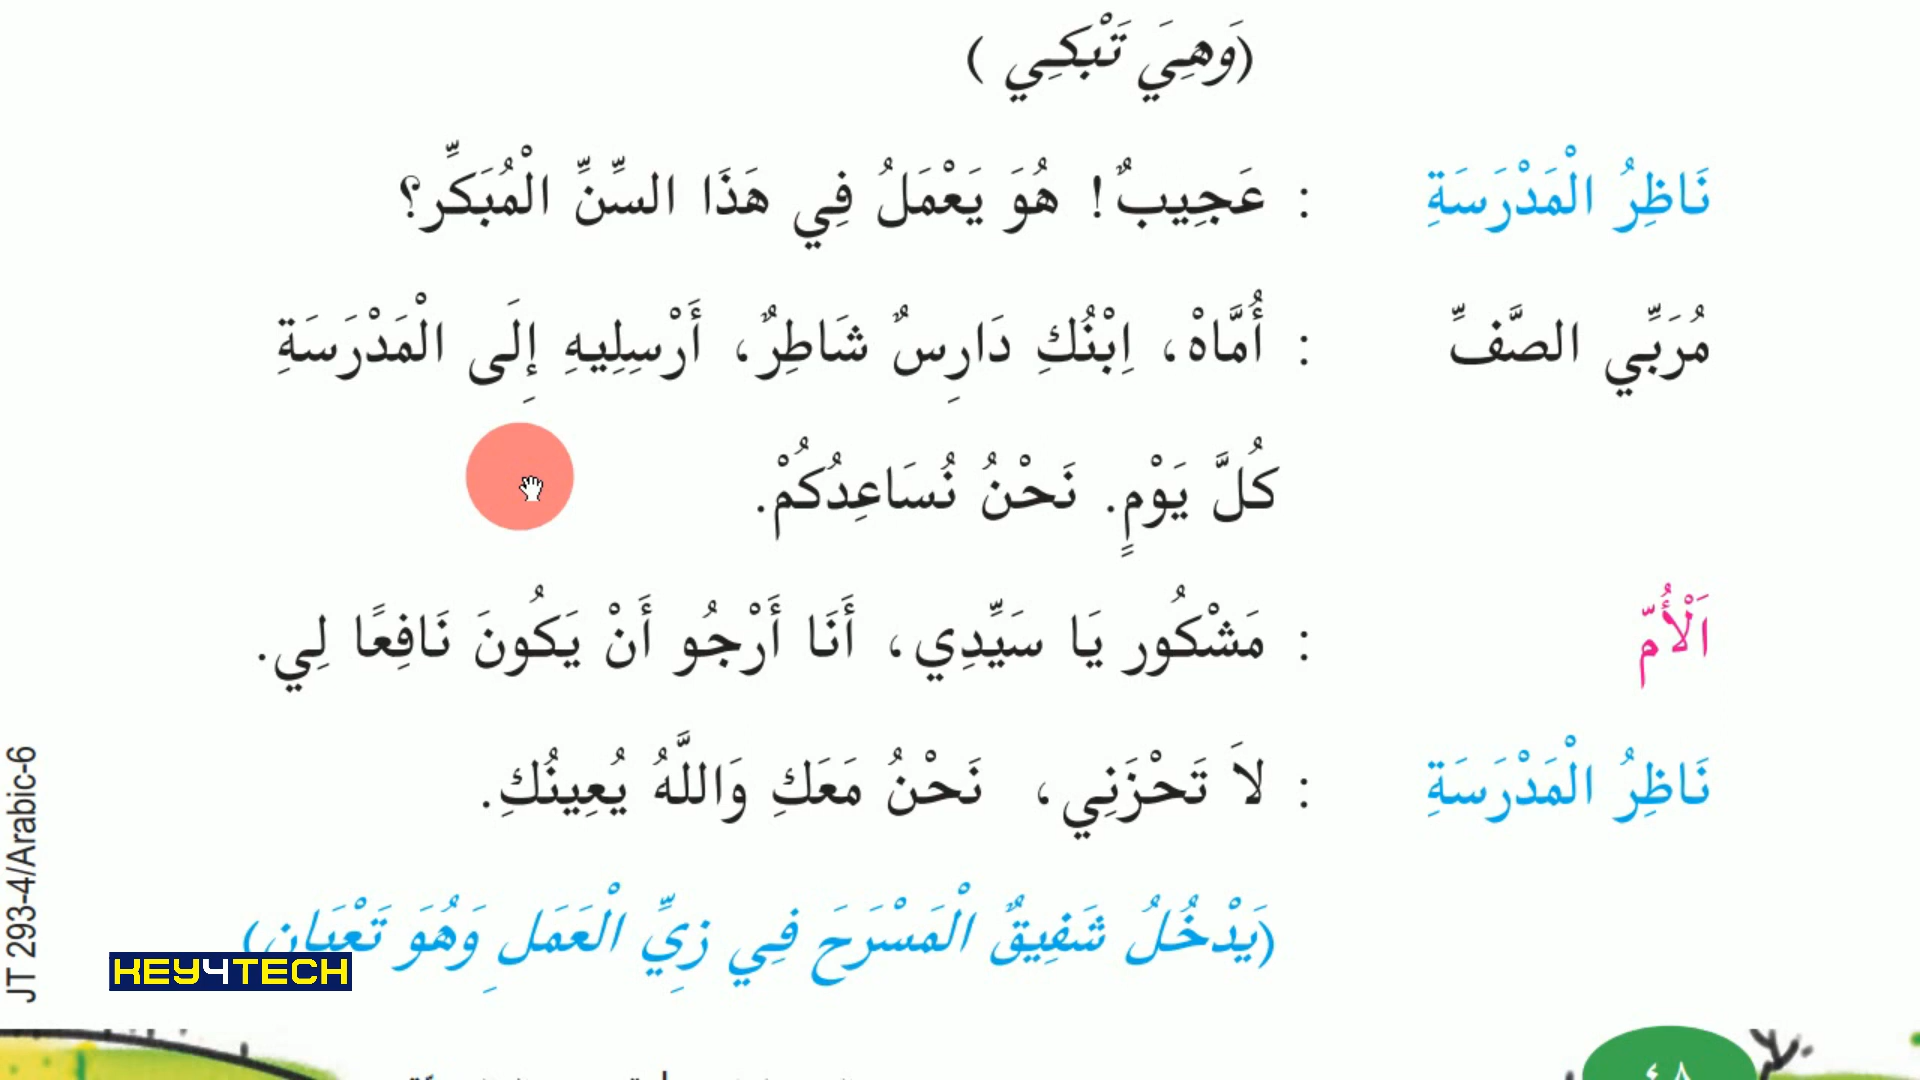 (وَهِيَ تَبْكِي )
نَاظِرُ الْمَدْرَسَةِ : عَجِيبٌ! هُوَ يَعْمَلُ فِي هَذَا السِّنِّ الْمُبَكِّر؟
مُرَبِّي الصَّفِّ : أُمَّاهْ، اِبْنُكِ دَارِسٌ شَاطِرٌ، أَرْسِلِيهِ إِلَى الْمَدْرَسَةِ
كُلَّ يَوْمٍ. نَحْنُ نُسَاعِدُكُمْ.
اَلْأُمّ : مَشْكُور يَا سَيِّدِي، أَنَا أَرْجُو أَنْ يَكُونَ نَافِعًا لِي.
نَاظِرُ الْمَدْرَسَةِ : لاَ تَحْزَنِي، نَحْنُ مَعَكِ وَاللَّهُ يُعِينُكِ.
(يَدْخُلُ شَفِيقٌ الْمَسْرَحَ فِي زِيِّ الْعَمَلِ وَهُوَ تَعْبَان)
KEY4TECH
JT 293-4/Arabic-6
٤٨